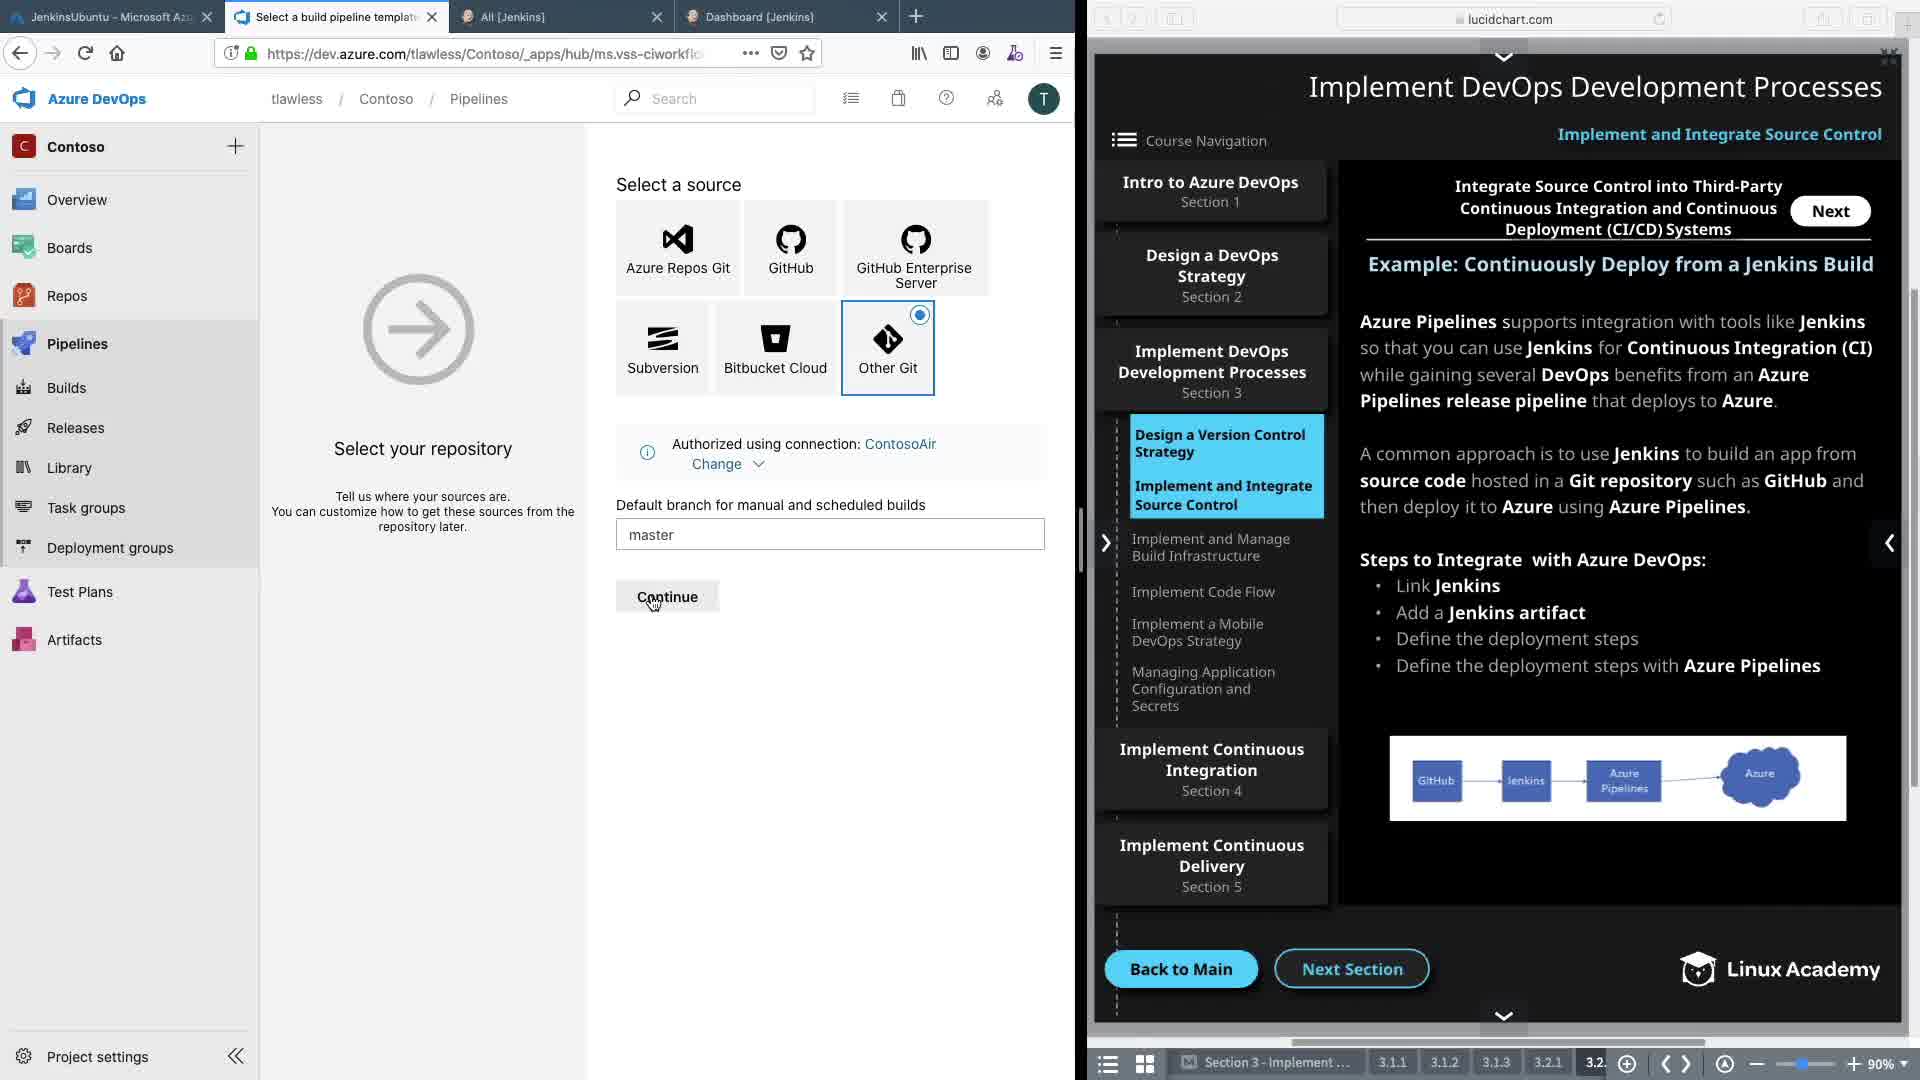 JenkinsUbuntu - Microsoft Azu
Select a build pipeline template
All [Jenkins]
Dashboard [Jenkins]
https://dev.azure.com/tlawless/Contoso/_apps/hub/ms.vss-ciworkflo
Azure DevOps
tlawless / Contoso / Pipelines
Search
T
C
Contoso
Overview
Boards
Repos
Pipelines
Builds
Releases
Library
Task groups
Deployment groups
Test Plans
Artifacts
Project settings
Select your repository
Tell us where your sources are.
You can customize how to get these sources from the
repository later.
Select a source
Azure Repos Git
GitHub
GitHub Enterprise
Server
Subversion
Bitbucket Cloud
Other Git
Authorized using connection: ContosoAir
Change
Default branch for manual and scheduled builds
master
Continue
lucidchart.com
Implement DevOps Development Processes
Course Navigation
Implement and Integrate Source Control
Intro to Azure DevOps
Section 1
Design a DevOps
Strategy
Section 2
Implement DevOps
Development Processes
Section 3
Design a Version Control
Strategy
Implement and Integrate
Source Control
Implement and Manage
Build Infrastructure
Implement Code Flow
Implement a Mobile
DevOps Strategy
Managing Application
Configuration and
Secrets
Implement Continuous
Integration
Section 4
Implement Continuous
Delivery
Section 5
Integrate Source Control into Third-Party
Continuous Integration and Continuous
Deployment (CI/CD) Systems
Next
Example: Continuously Deploy from a Jenkins Build
Azure Pipelines supports integration with tools like Jenkins
so that you can use Jenkins for Continuous Integration (CI)
while gaining several DevOps benefits from an Azure
Pipelines release pipeline that deploys to Azure.
A common approach is to use Jenkins to build an app from
source code hosted in a Git repository such as GitHub and
then deploy it to Azure using Azure Pipelines.
Steps to Integrate with Azure DevOps:
• Link Jenkins
• Add a Jenkins artifact
• Define the deployment steps
• Define the deployment steps with Azure Pipelines
GitHub
Jenkins
Azure
Pipelines
Azure
Back to Main
Next Section
Linux Academy
Section 3 - Implement ...
3.1.1
3.1.2
3.1.3
3.2.1
3.2.
90%